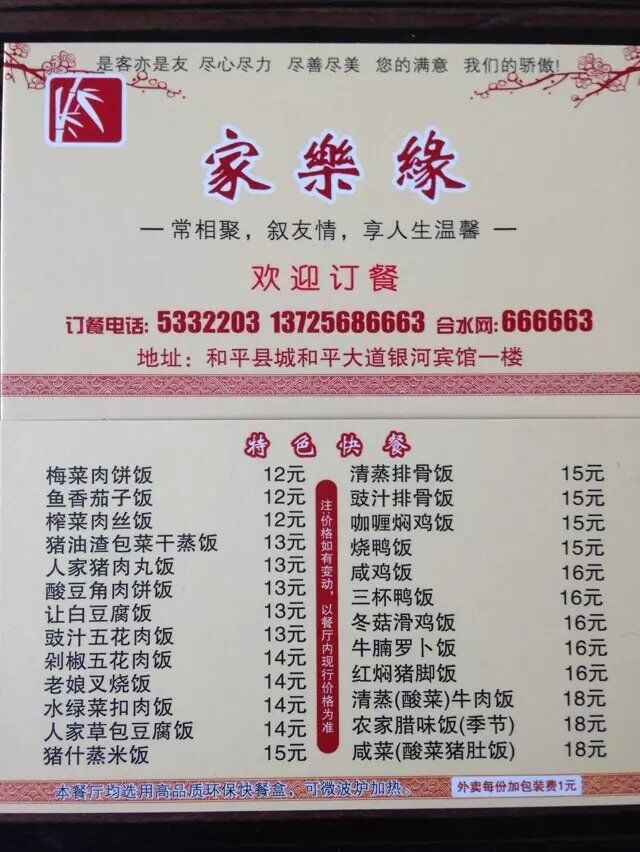 是客亦是友 尽心尽力 尽善尽美 您的满意 我们的骄傲!
家樂緣
—常相聚，叙友情，享人生温馨—
欢迎订餐
订餐电话: 5332203 13725686663 合水网: 666663
地址：和平县城和平大道银河宾馆一楼
特色快餐
梅菜肉饼饭 12元
鱼香茄子饭 12元
榨菜肉丝饭 12元
猪油渣包菜干蒸饭 13元
人家猪肉丸饭 13元
酸豆角肉饼饭 13元
让白豆腐饭 13元
豉汁五花肉饭 13元
剁椒五花肉饭 14元
老娘叉烧饭 14元
水绿菜扣肉饭 14元
人家草包豆腐饭 14元
猪什蒸米饭 15元
注价格如有变动，以餐厅内现行价格为准
清蒸排骨饭 15元
豉汁排骨饭 15元
咖喱焖鸡饭 15元
烧鸭饭 15元
咸鸡饭 16元
三杯鸭饭 16元
冬菇滑鸡饭 16元
牛腩萝卜饭 16元
红焖猪脚饭 16元
清蒸(酸菜)牛肉饭 18元
农家腊味饭(季节) 18元
咸菜(酸菜猪肚饭) 18元
本餐厅均选用高品质环保快餐盒，可微波炉加热。
外卖每份加包装费1元